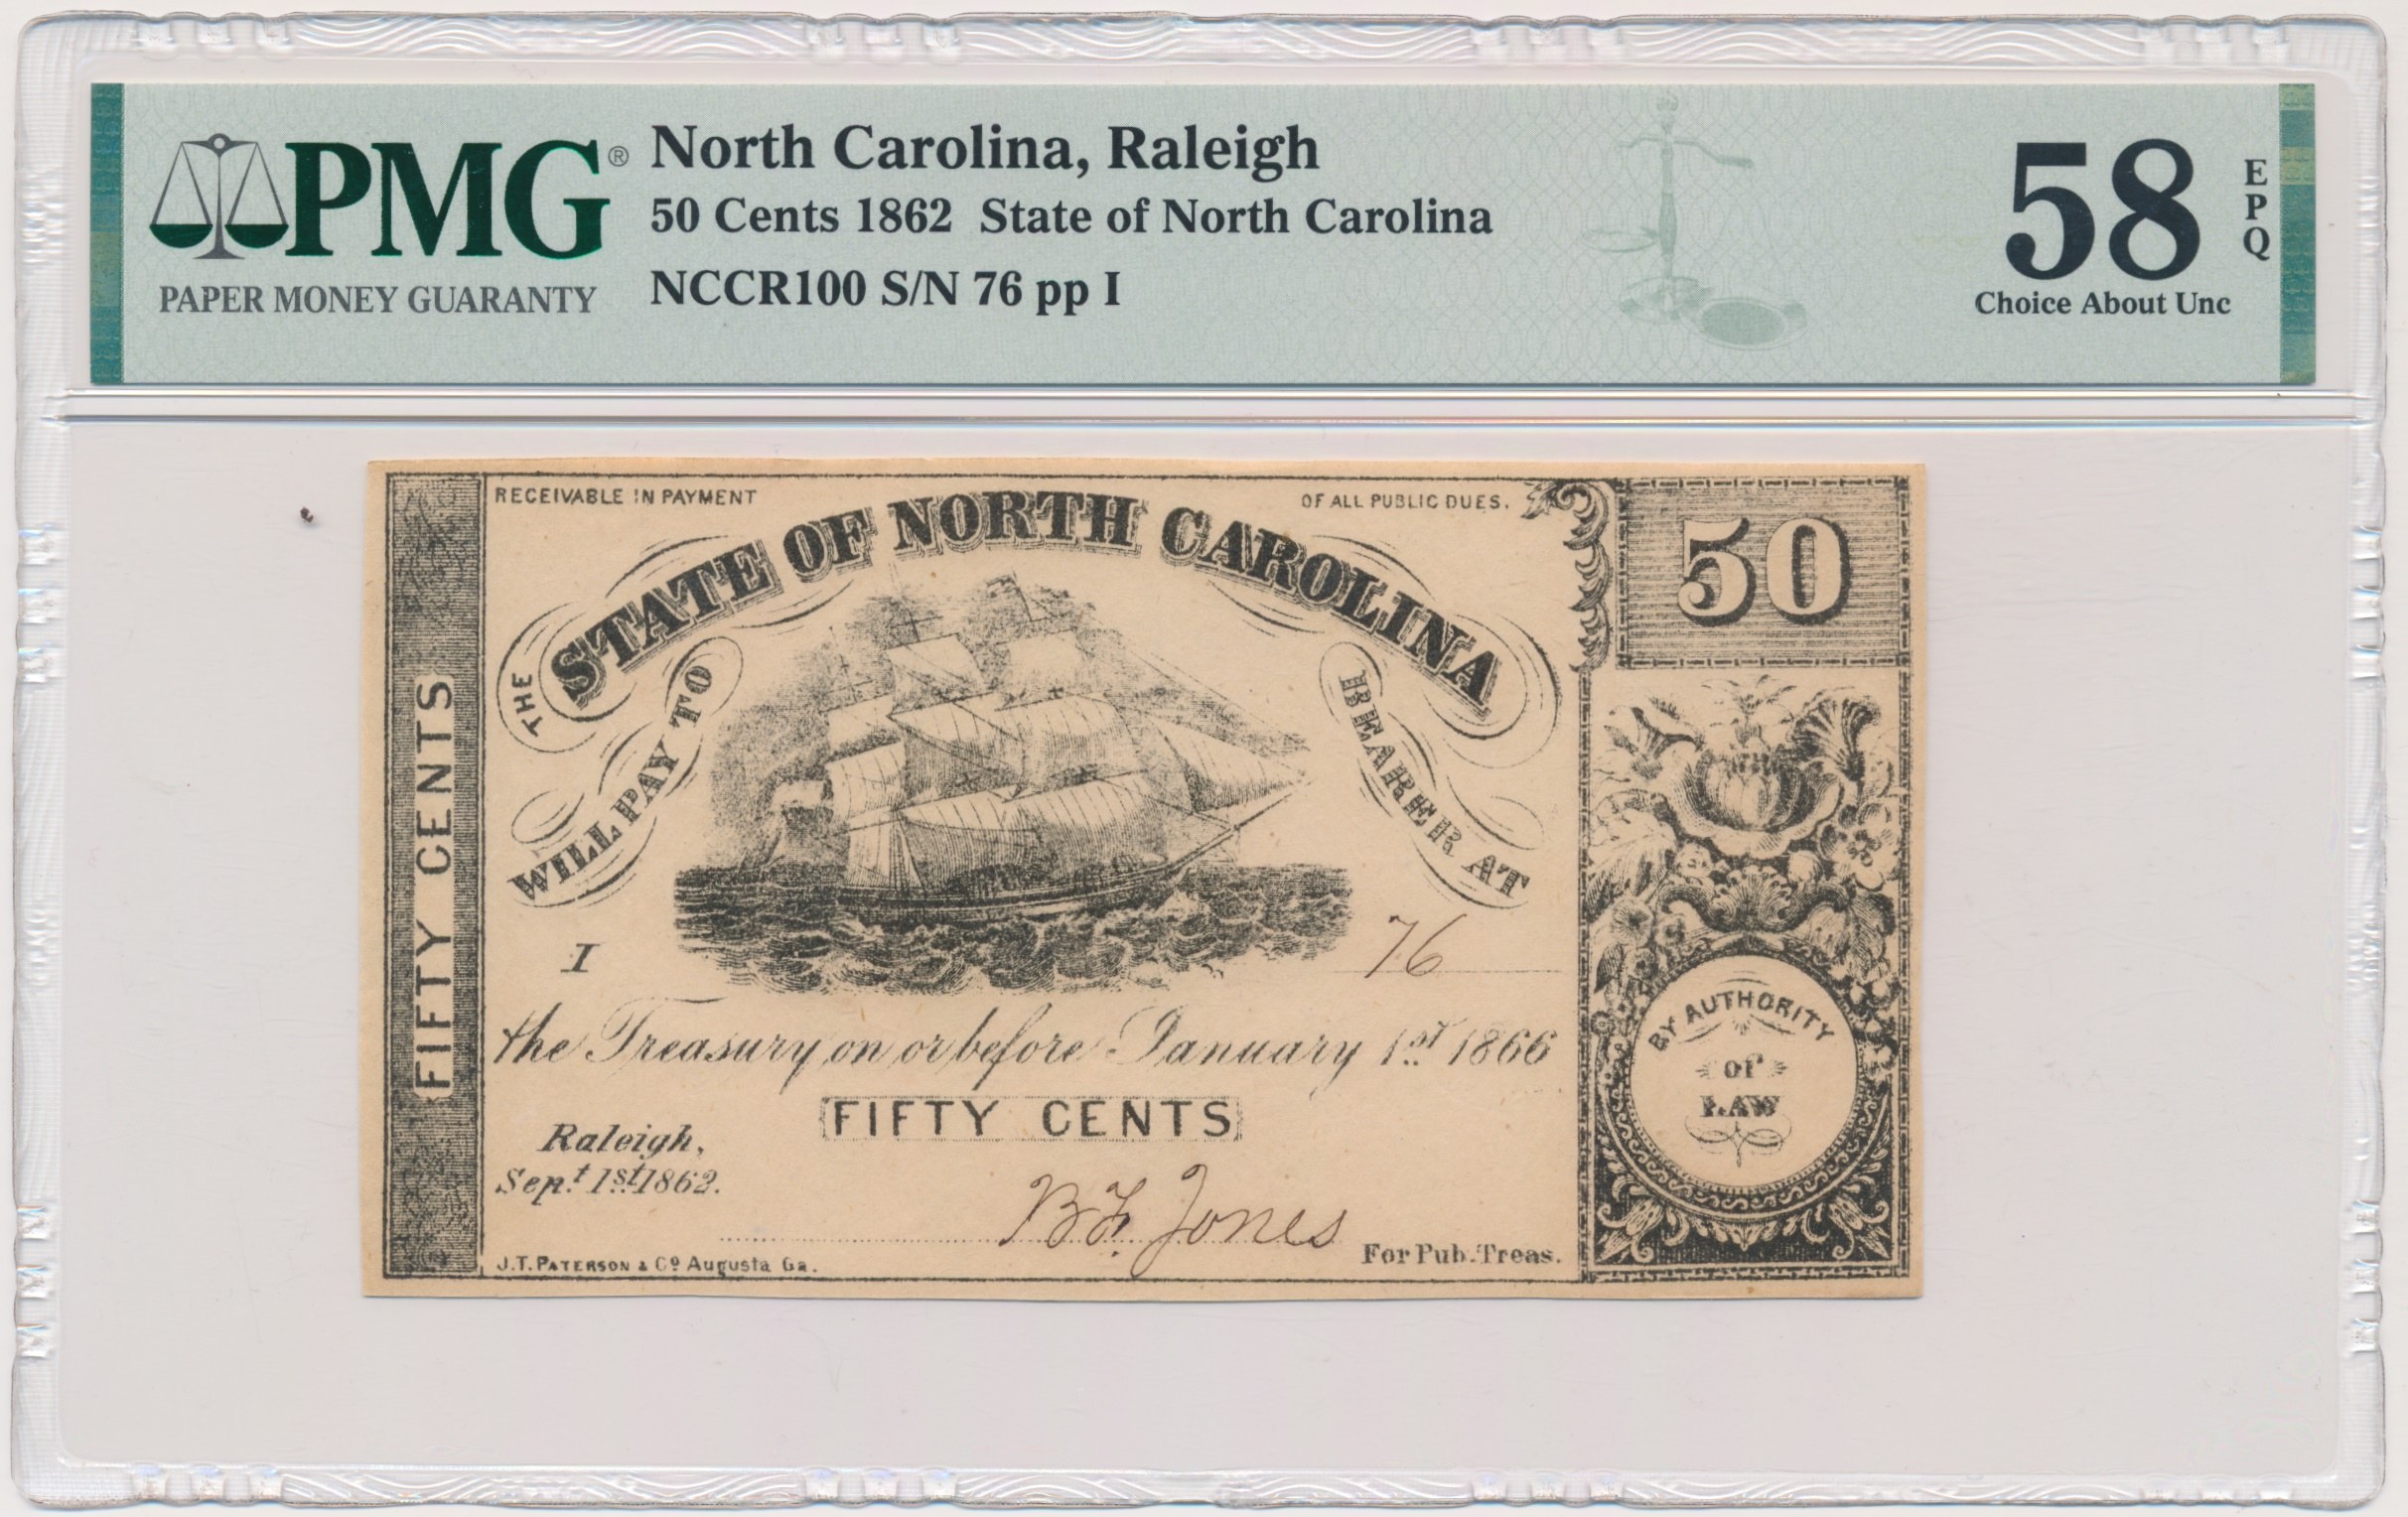 PMG®
PAPER MONEY GUARANTY
North Carolina, Raleigh
50 Cents 1862 State of North Carolina
NCCR100 S/N 76 pp I
58
EPQ
Choice About Unc
FIFTY CENTS
RECEIVABLE IN PAYMENT OF ALL PUBLIC DUES.
THE STATE OF NORTH CAROLINA
WILL PAY TO BEARER AT
50
I 76
the Treasury on or before January 1st 1866
FIFTY CENTS
Raleigh,
Sept. 1st 1862.
B.F. Jones
For Pub. Treas.
J.T. PATERSON & Co Augusta Ga.
BY AUTHORITY
OF
LAW